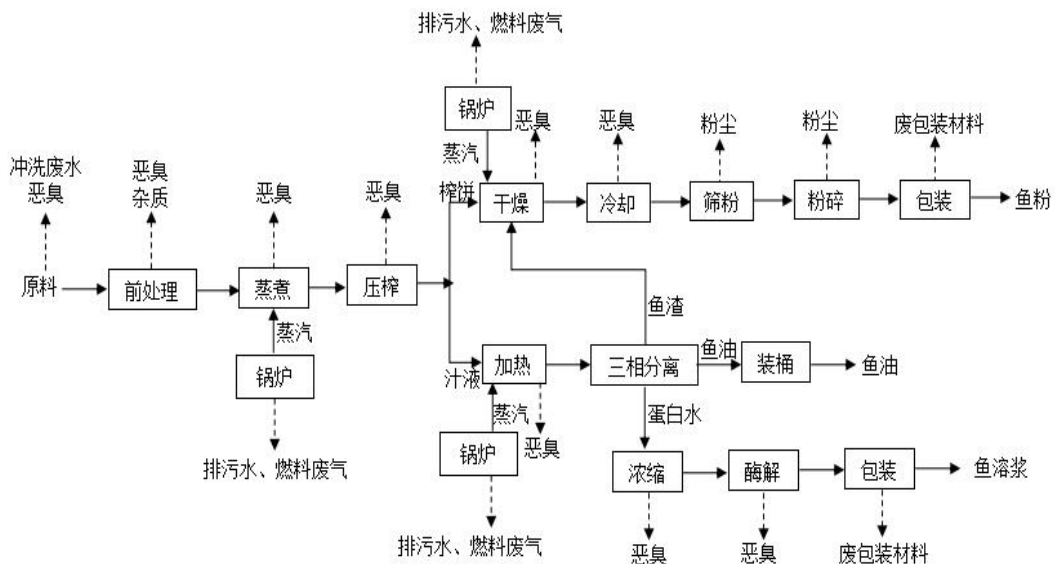 排污水、燃料废气
锅炉
蒸汽
恶臭
恶臭
粉尘
粉尘
废包装材料
冲洗废水
恶臭
恶臭
杂质
恶臭
恶臭
榨饼
干燥
冷却
筛粉
粉碎
包装
鱼粉
原料
前处理
蒸煮
压榨
鱼渣
蒸汽
锅炉
排污水、燃料废气
汁液
加热
三相分离
鱼油
装桶
鱼油
蒸汽
恶臭
蛋白水
锅炉
排污水、燃料废气
浓缩
酶解
包装
鱼溶浆
恶臭
恶臭
废包装材料